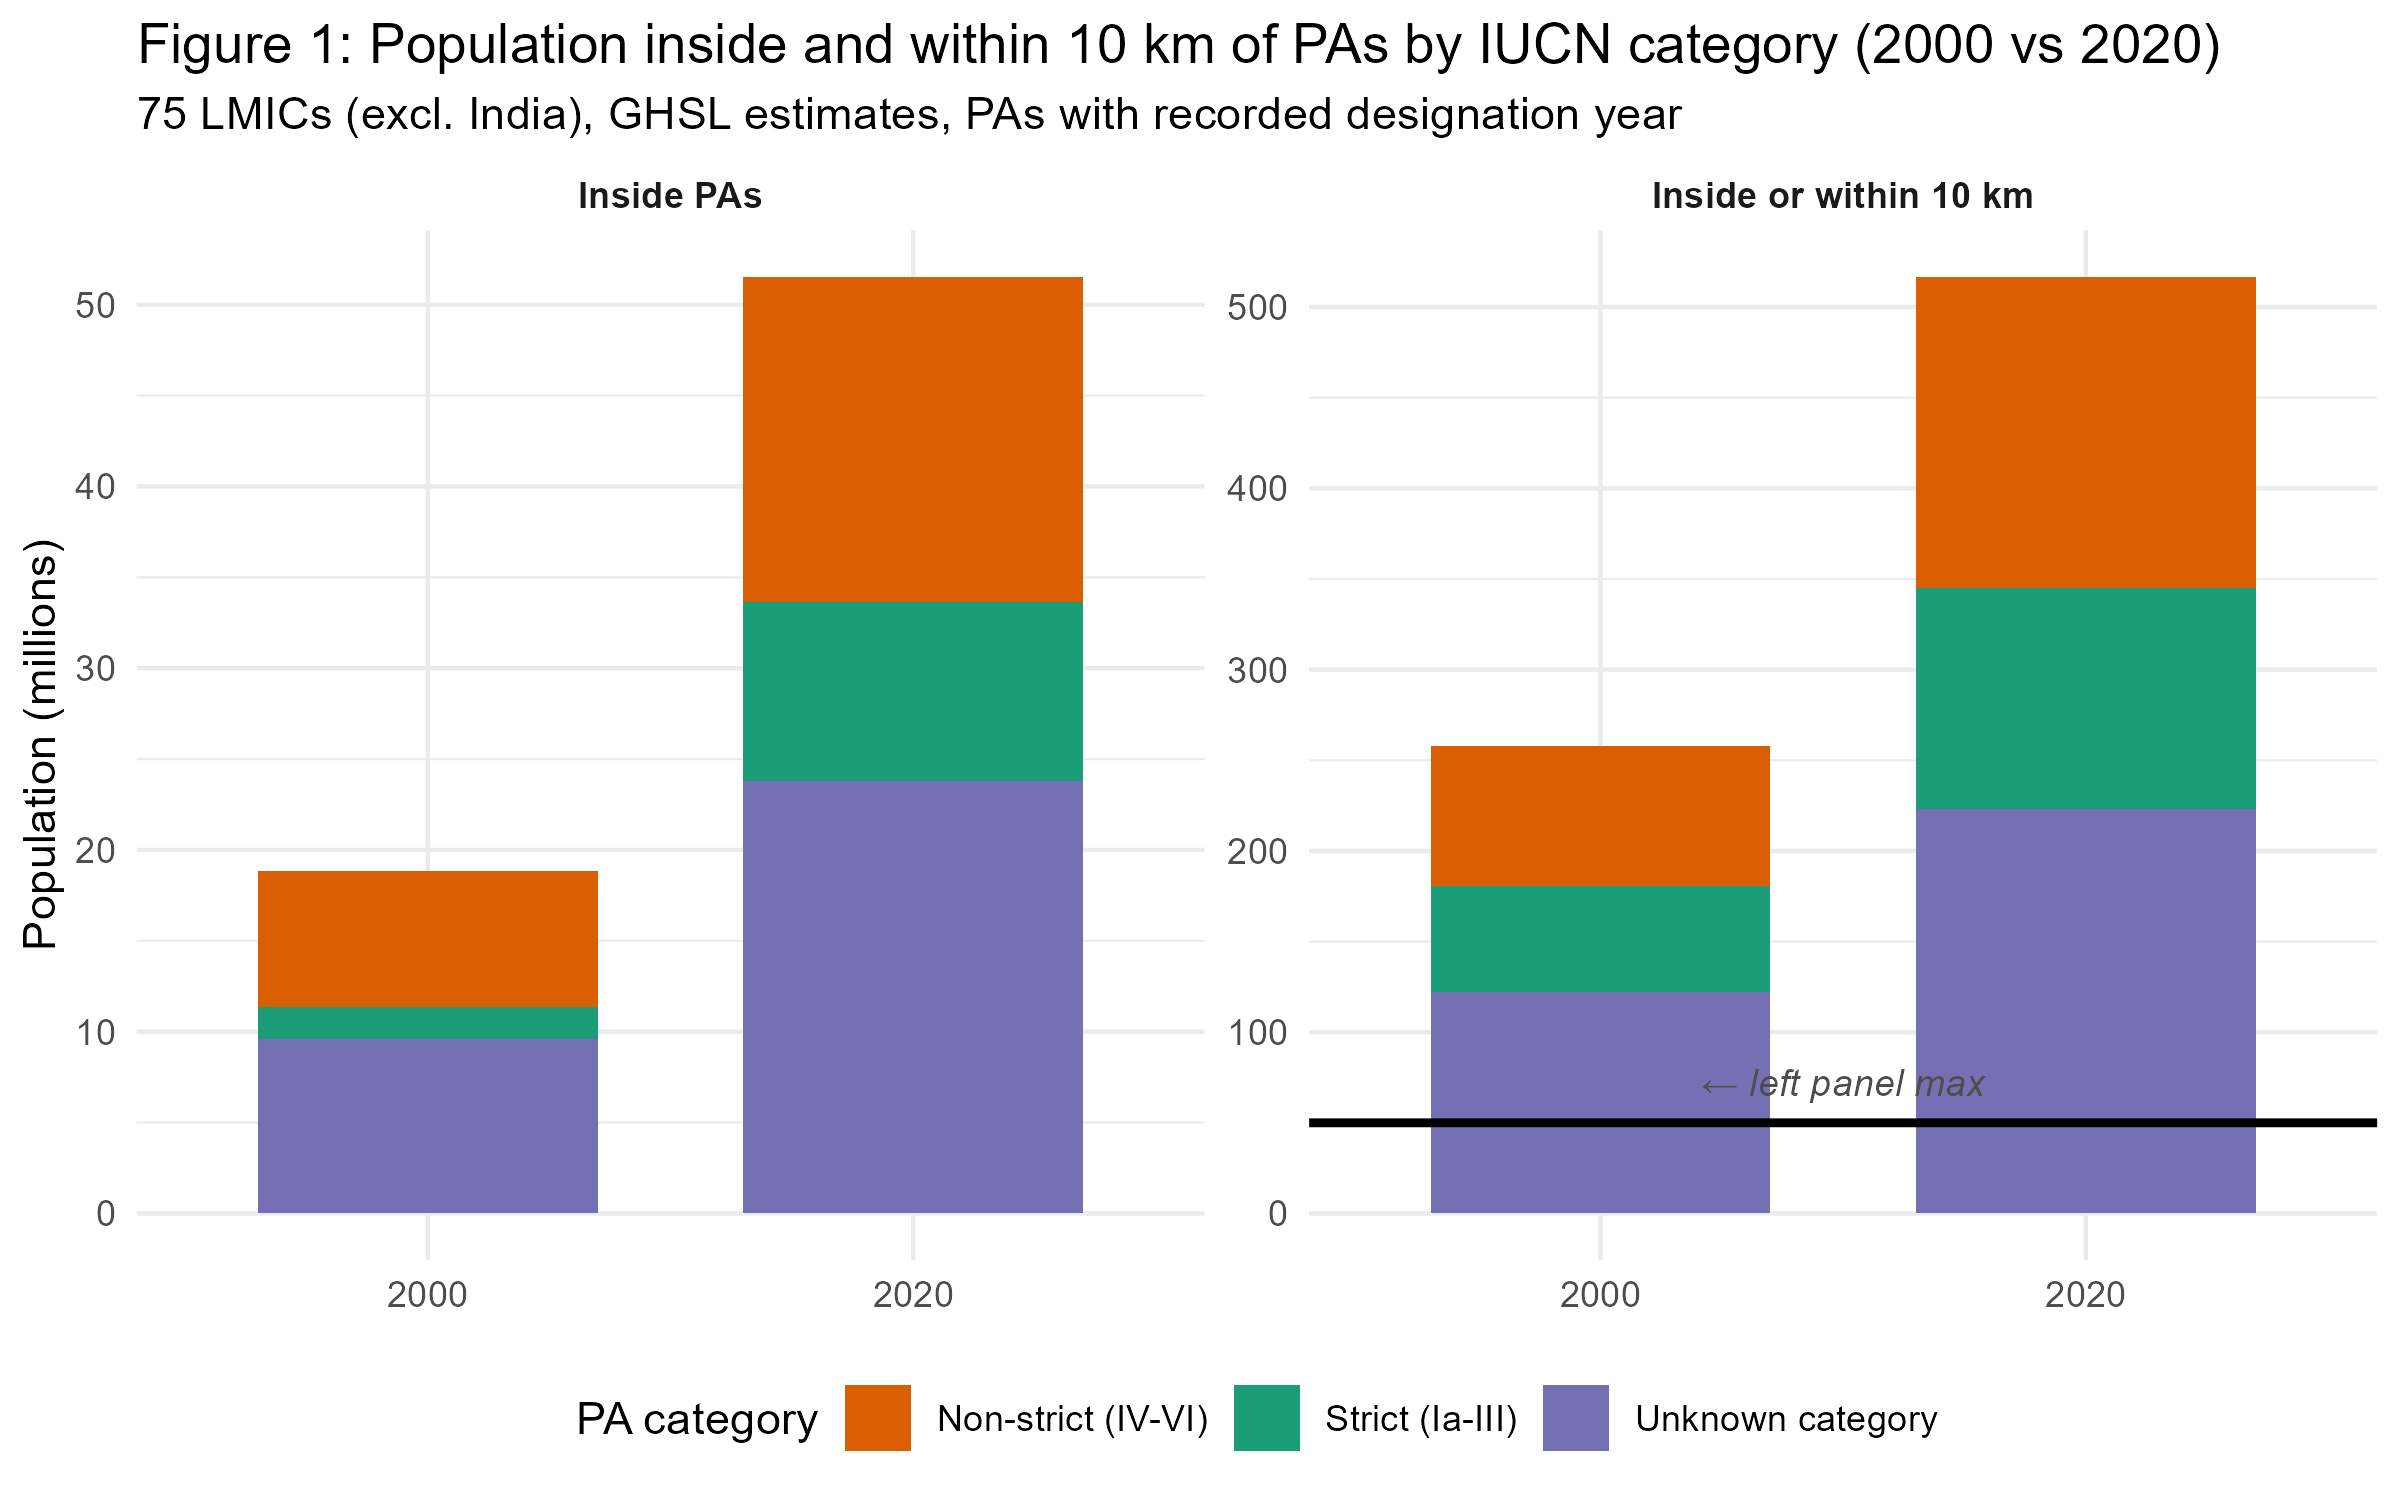 Figure 1: Population inside and within 10 km of PAs by IUCN category (2000 vs 2020)
75 LMICs (excl. India), GHSL estimates, PAs with recorded designation year
Inside PAs
Inside or within 10 km
Population (millions)
50
40
30
20
10
0
2000
2020
500
400
300
200
100
0
← left panel max
2000
2020
PA category
Non-strict (IV-VI)
Strict (Ia-III)
Unknown category